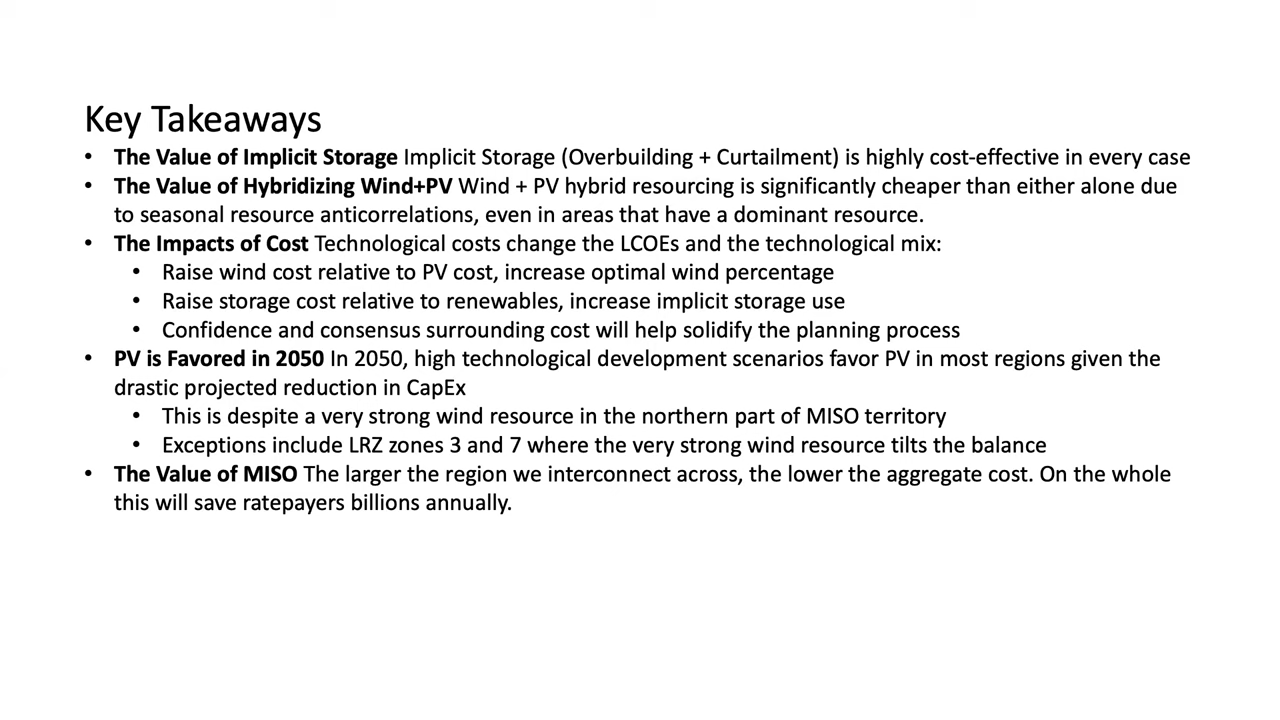 Key Takeaways
• The Value of Implicit Storage Implicit Storage (Overbuilding + Curtailment) is highly cost-effective in every case
• The Value of Hybridizing Wind+PV Wind + PV hybrid resourcing is significantly cheaper than either alone due
to seasonal resource anticorrelations, even in areas that have a dominant resource.
• The Impacts of Cost Technological costs change the LCOEs and the technological mix:
• Raise wind cost relative to PV cost, increase optimal wind percentage
• Raise storage cost relative to renewables, increase implicit storage use
• Confidence and consensus surrounding cost will help solidify the planning process
• PV is Favored in 2050 In 2050, high technological development scenarios favor PV in most regions given the
drastic projected reduction in CapEx
• This is despite a very strong wind resource in the northern part of MISO territory
• Exceptions include LRZ zones 3 and 7 where the very strong wind resource tilts the balance
• The Value of MISO The larger the region we interconnect across, the lower the aggregate cost. On the whole
this will save ratepayers billions annually.